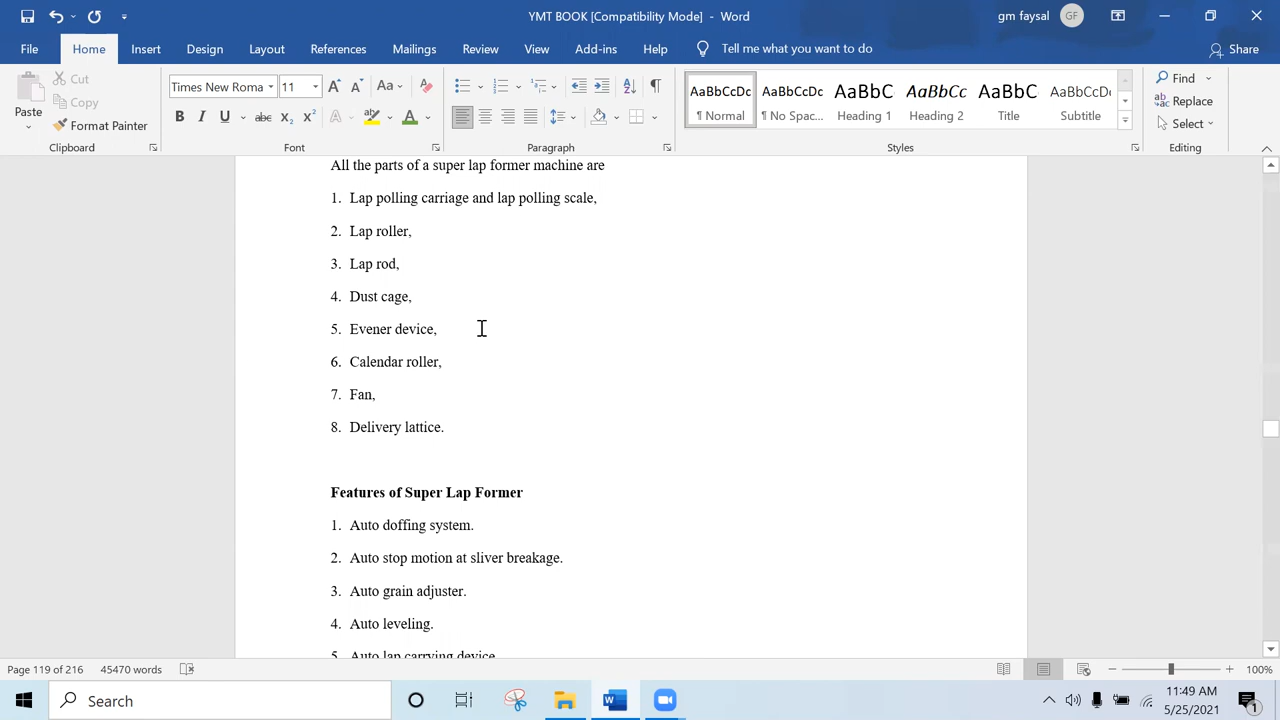 YMT BOOK [Compatibility Mode] - Word
gm faysal GF
File Home Insert Design Layout References Mailings Review View Add-ins Help Tell me what you want to do Share
Paste
Cut
Copy
Format Painter
Clipboard
Times New Roma 11
Font
Paragraph
AaBbCcDc AaBbCcDc AaBbC AaBbCc AaBbC AaBbCcDc
¶ Normal ¶ No Spac... Heading 1 Heading 2 Title Subtitle
Styles
Find
Replace
Select
Editing
All the parts of a super lap former machine are
1. Lap polling carriage and lap polling scale,
2. Lap roller,
3. Lap rod,
4. Dust cage,
5. Evener device,
6. Calendar roller,
7. Fan,
8. Delivery lattice.
Features of Super Lap Former
1. Auto doffing system.
2. Auto stop motion at sliver breakage.
3. Auto grain adjuster.
4. Auto leveling.
5. Auto lap carrying device
Page 119 of 216 45470 words 100%
Search
11:49 AM
5/25/2021
1